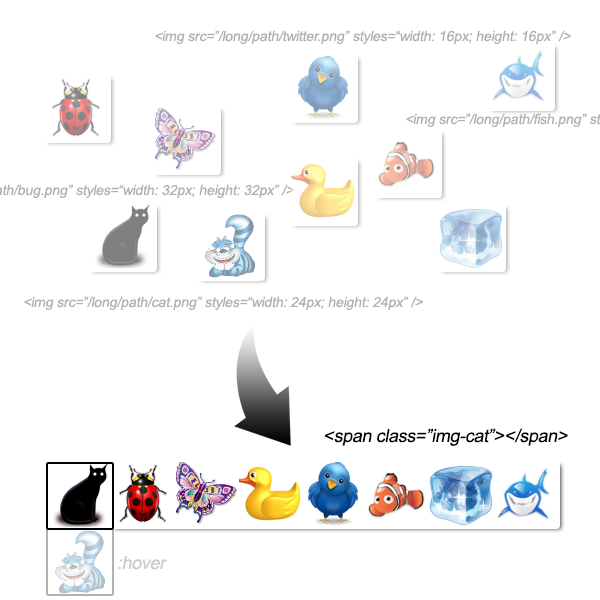 <img src=”/long/path/twitter.png” styles=“width: 16px; height: 16px” />
<img src=”/long/path/fish.png” st
ath/bug.png” styles=“width: 32px; height: 32px” />
<img src=”/long/path/cat.png” styles=“width: 24px; height: 24px” />
<span class=”img-cat”></span>
:hover